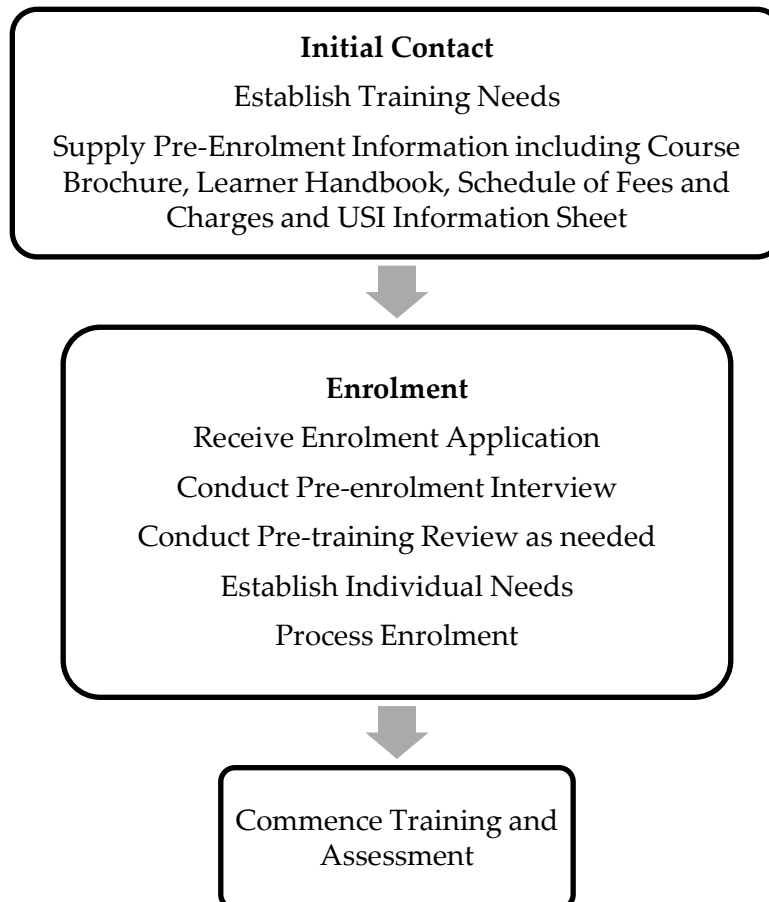 Initial Contact
Establish Training Needs
Supply Pre-Enrolment Information including Course
Brochure, Learner Handbook, Schedule of Fees and
Charges and USI Information Sheet
Enrolment
Receive Enrolment Application
Conduct Pre-enrolment Interview
Conduct Pre-training Review as needed
Establish Individual Needs
Process Enrolment
Commence Training and
Assessment